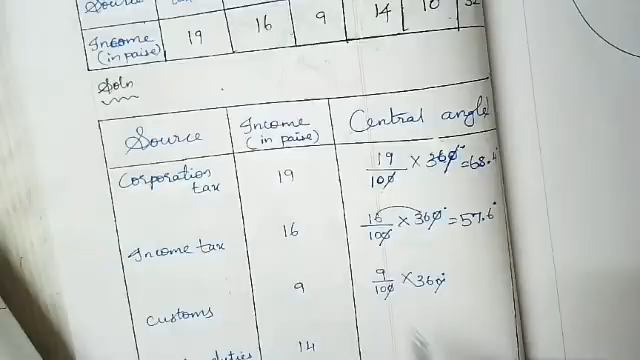 Source
Income (in paise) 19 16 9 14 10
Soln
Source Income (in paise) Central angle
Corporation tax 19 19/100 × 360° = 68.4°
Income tax 16 16/100 × 360° = 57.6°
Customs 9 9/100 × 360°
duties 14